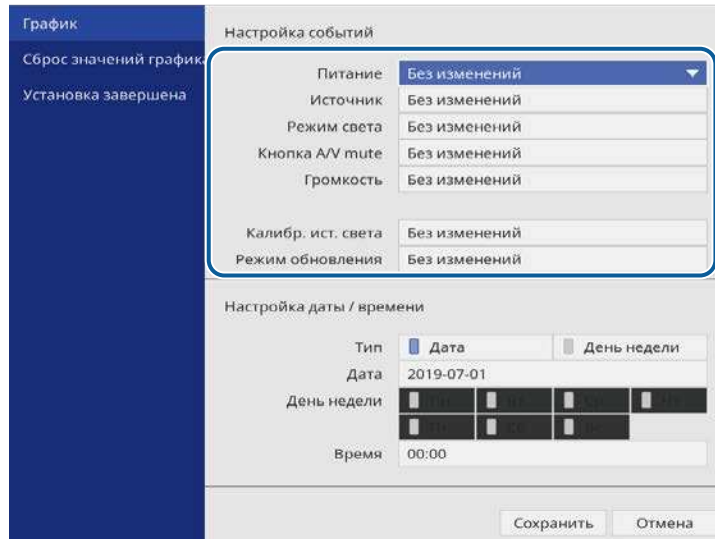 График
Сброс значений график
Установка завершена
Настройка событий
Питание Без изменений
Источник Без изменений
Режим света Без изменений
Кнопка A/V mute Без изменений
Громкость Без изменений
Калибр. ист. света Без изменений
Режим обновления Без изменений
Настройка даты / времени
Тип Дата День недели
Дата 2019-07-01
День недели
Время 00:00
Сохранить Отмена